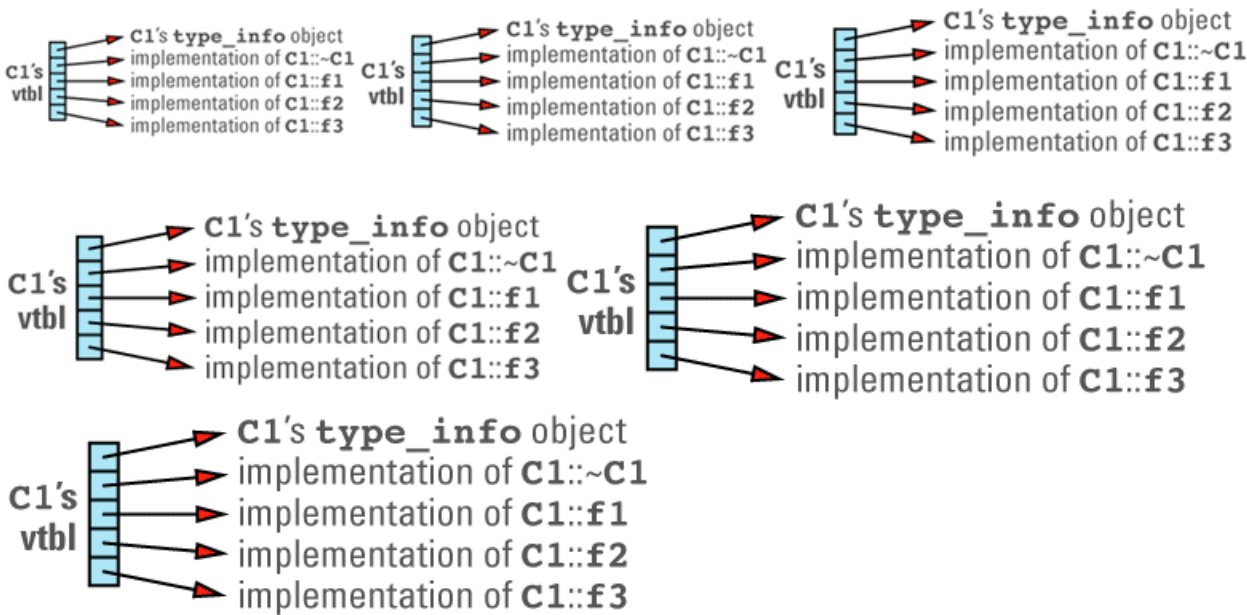 C1's type_info object
implementation of C1::~C1
C1's
vtbl
implementation of C1::f1
implementation of C1::f2
implementation of C1::f3
C1's type_info object
implementation of C1::~C1
C1's
vtbl
implementation of C1::f1
implementation of C1::f2
implementation of C1::f3
C1's type_info object
implementation of C1::~C1
C1's
vtbl
implementation of C1::f1
implementation of C1::f2
implementation of C1::f3
C1's type_info object
implementation of C1::~C1
C1's
vtbl
implementation of C1::f1
implementation of C1::f2
implementation of C1::f3
C1's type_info object
implementation of C1::~C1
C1's
vtbl
implementation of C1::f1
implementation of C1::f2
implementation of C1::f3
C1's type_info object
implementation of C1::~C1
C1's
vtbl
implementation of C1::f1
implementation of C1::f2
implementation of C1::f3